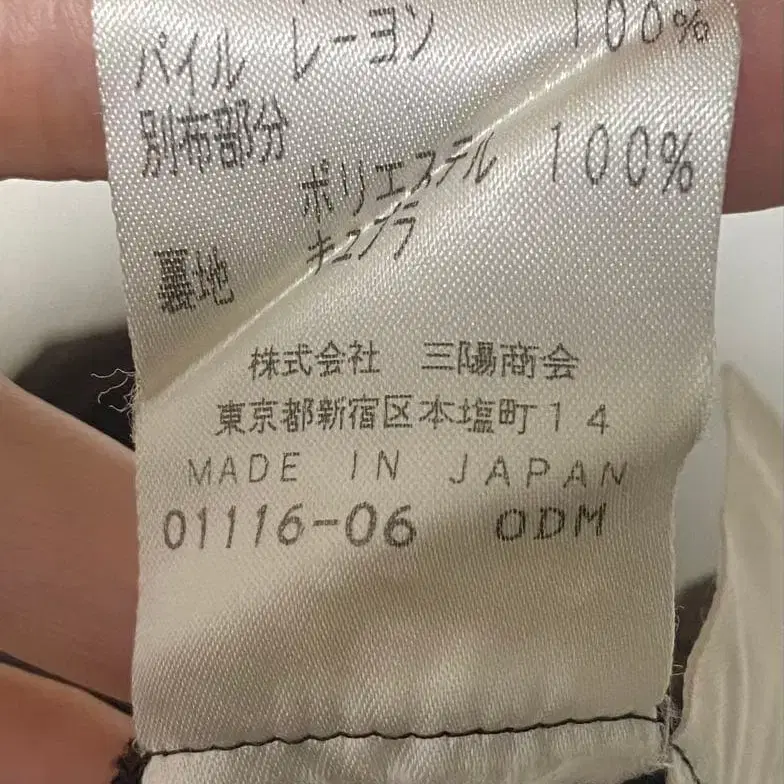 パイル レーヨン 100%
別布部分
ポリエステル 100%
裏地 キュプラ
株式会社 三陽商会
東京都新宿区本塩町14
MADE IN JAPAN
01116-06 ODM